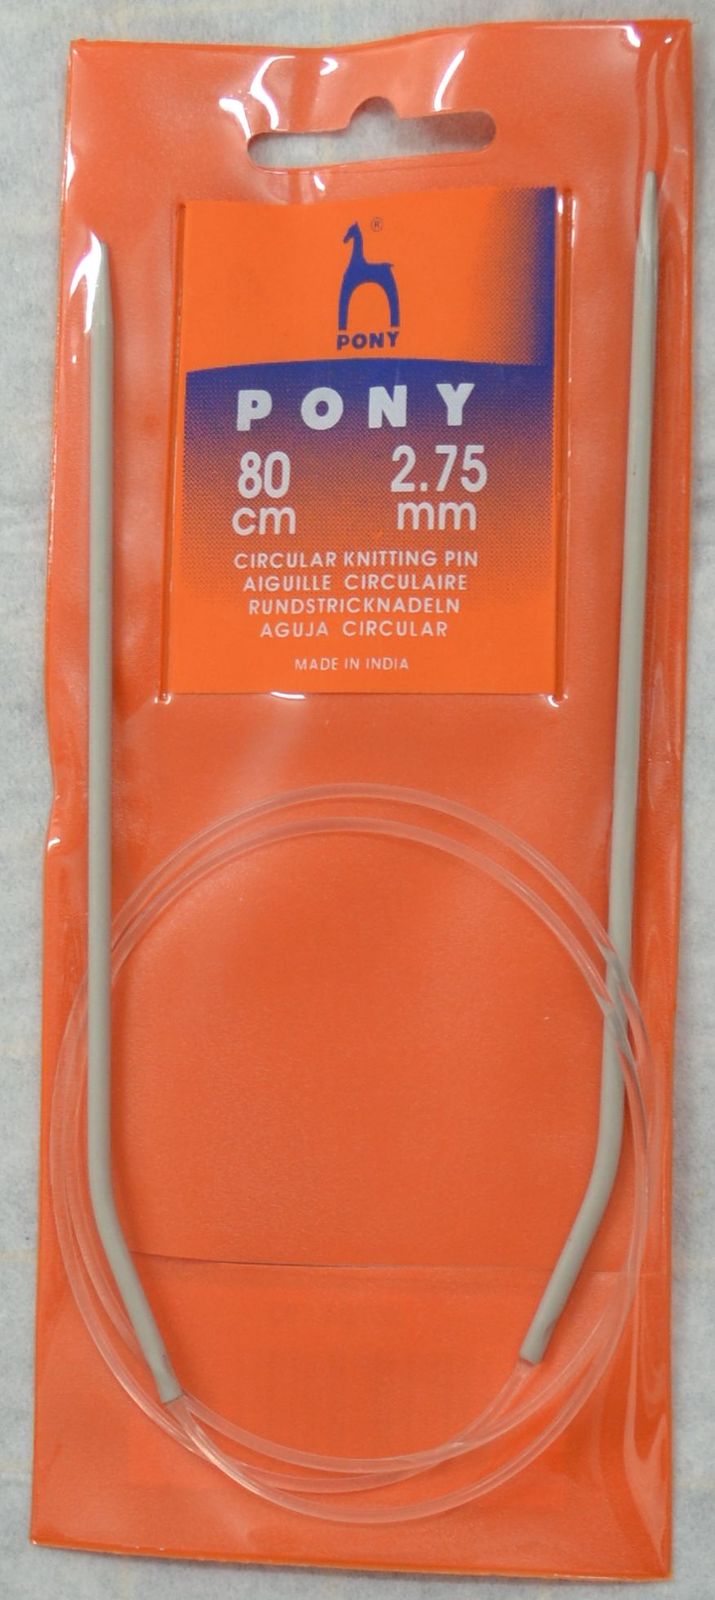 ®
PONY
PONY
80 2.75
cm mm
CIRCULAR KNITTING PIN
AIGUILLE CIRCULAIRE
RUNDSTRICKNADELN
AGUJA CIRCULAR
MADE IN INDIA